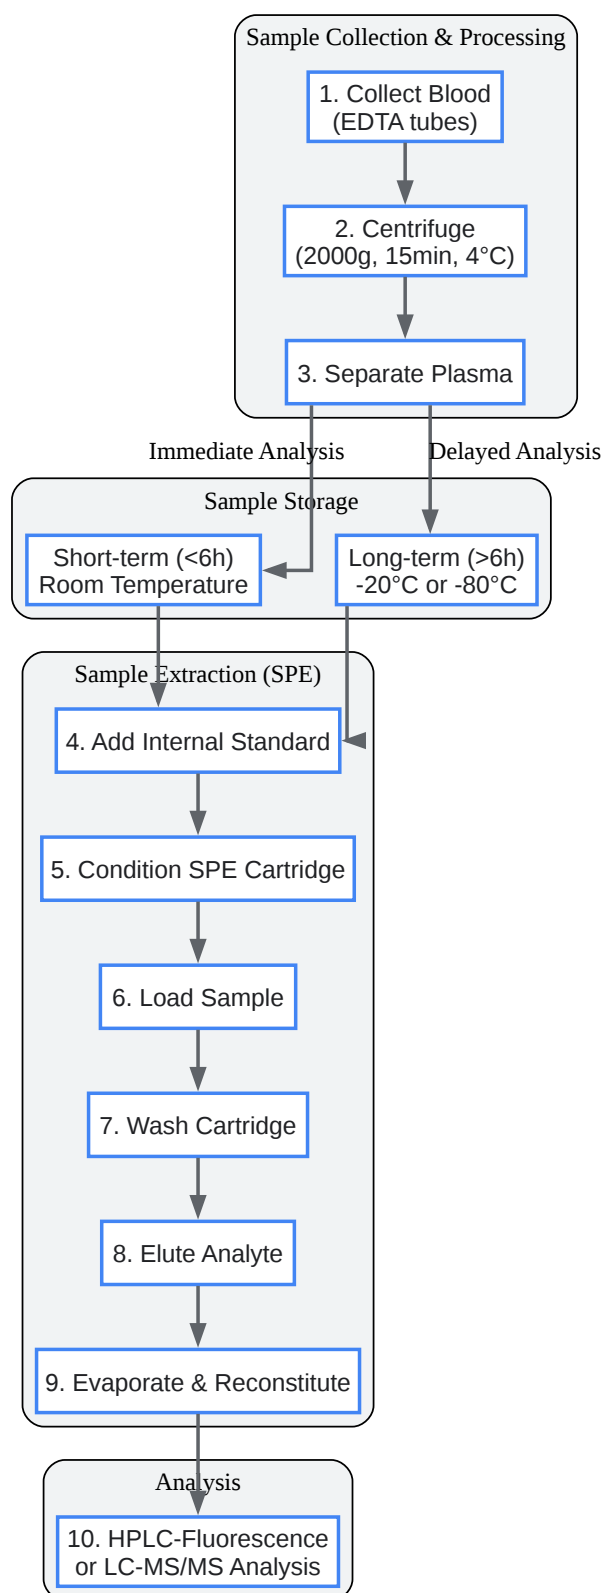 Sample Collection & Processing
1. Collect Blood
(EDTA tubes)
2. Centrifuge
(2000g, 15min, 4°C)
3. Separate Plasma
Immediate Analysis
Delayed Analysis
Sample Storage
Short-term (<6h)
Room Temperature
Long-term (>6h)
-20°C or -80°C
Sample Extraction (SPE)
4. Add Internal Standard
5. Condition SPE Cartridge
6. Load Sample
7. Wash Cartridge
8. Elute Analyte
9. Evaporate & Reconstitute
Analysis
10. HPLC-Fluorescence
or LC-MS/MS Analysis